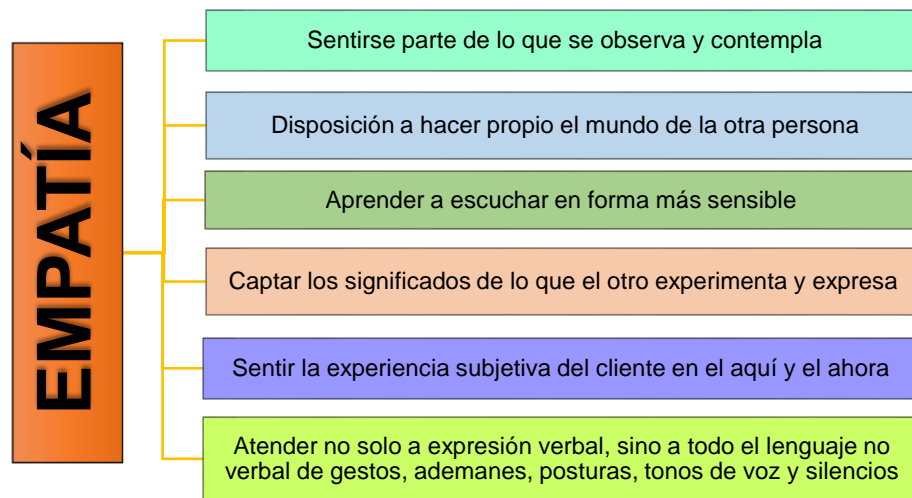 EMPATÍA
Sentirse parte de lo que se observa y contempla
Disposición a hacer propio el mundo de la otra persona
Aprender a escuchar en forma más sensible
Captar los significados de lo que el otro experimenta y expresa
Sentir la experiencia subjetiva del cliente en el aquí y el ahora
Atender no solo a expresión verbal, sino a todo el lenguaje no
verbal de gestos, ademanes, posturas, tonos de voz y silencios